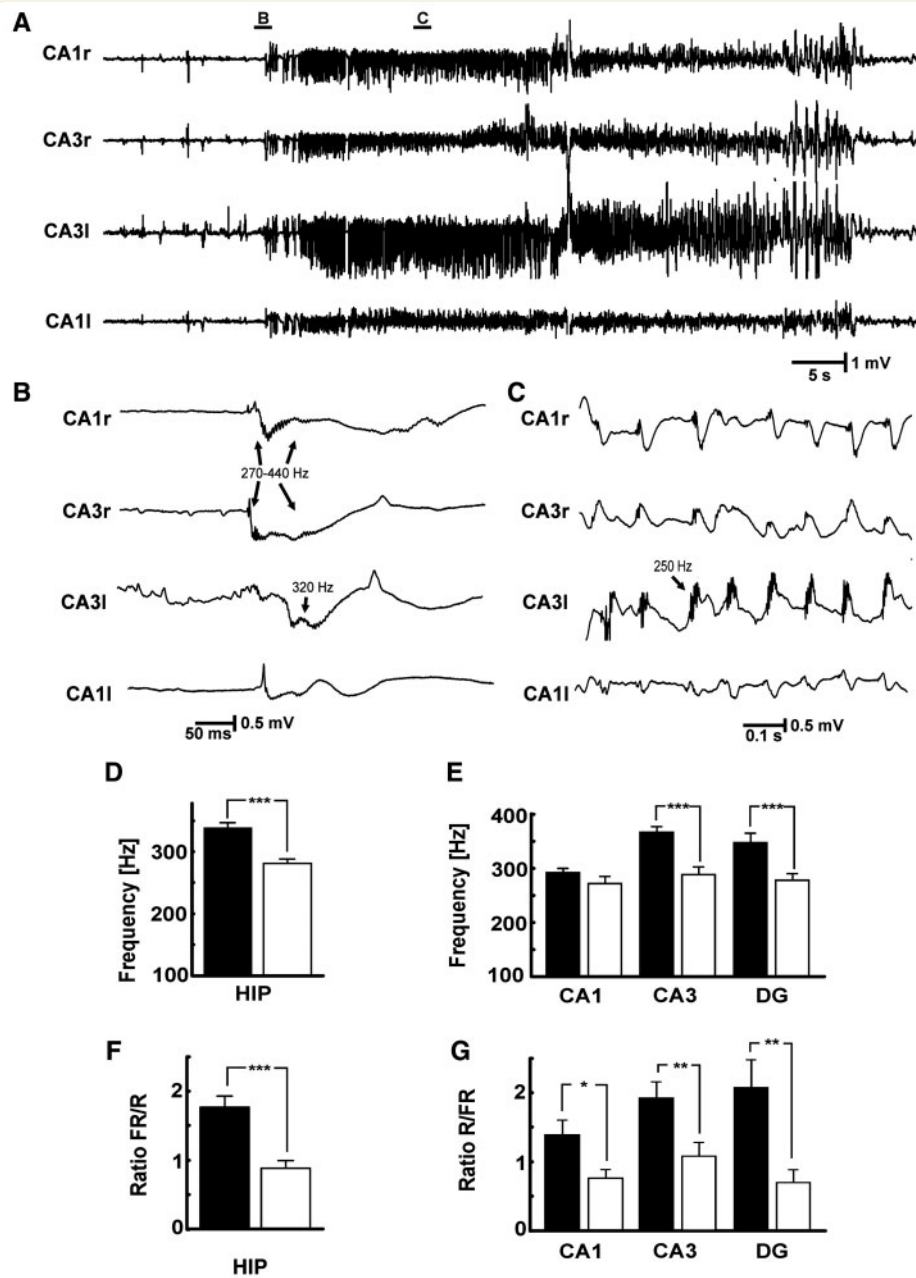 A
B
C
CA1r
CA3r
CA3l
CA1l
5 s
1 mV
B
CA1r
270-440 Hz
CA3r
320 Hz
CA3l
CA1l
50 ms
0.5 mV
C
CA1r
CA3r
250 Hz
CA3l
CA1l
0.1 s
0.5 mV
D
Frequency [Hz]
300
200
100
***
HIP
E
Frequency [Hz]
400
300
200
100
***
***
CA1 CA3 DG
F
Ratio FR/R
2
1
0
***
HIP
G
Ratio R/FR
2
1
0
*
**
**
CA1 CA3 DG